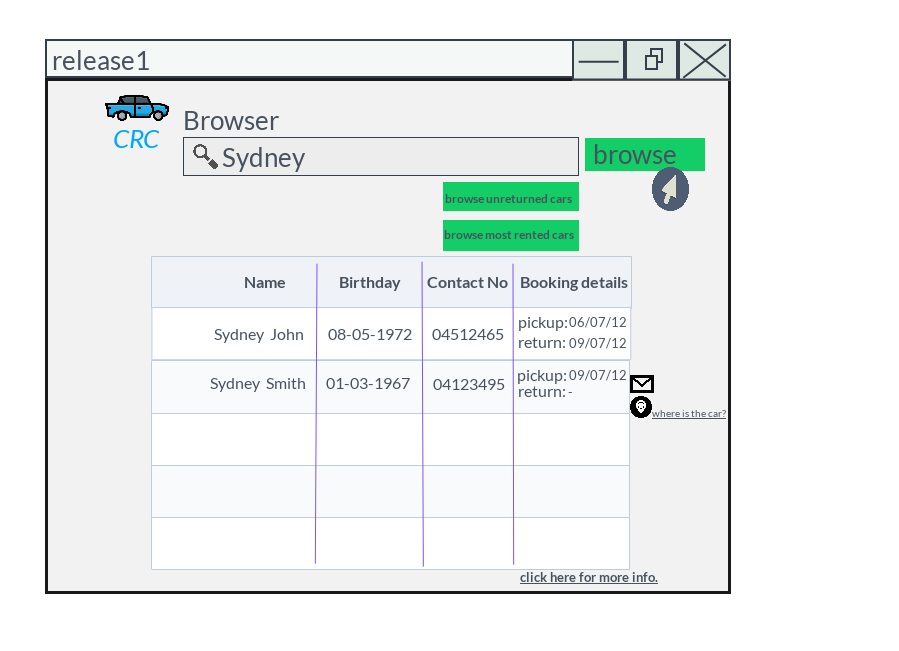 release1
CRC
Browser
Sydney
browse
browse unreturned cars
browse most rented cars
Name Birthday Contact No Booking details
Sydney John 08-05-1972 04512465 pickup: 06/07/12
return: 09/07/12
Sydney Smith 01-03-1967 04123495 pickup: 09/07/12
return: -
where is the car?
click here for more info.